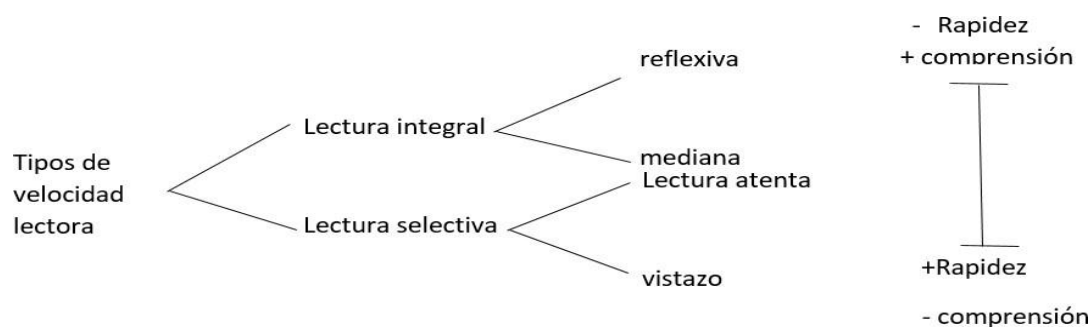 Tipos de
velocidad
lectora
Lectura integral
reflexiva
mediana
Lectura selectiva
Lectura atenta
vistazo
- Rapidez
+ comprensión
+Rapidez
- comprensión